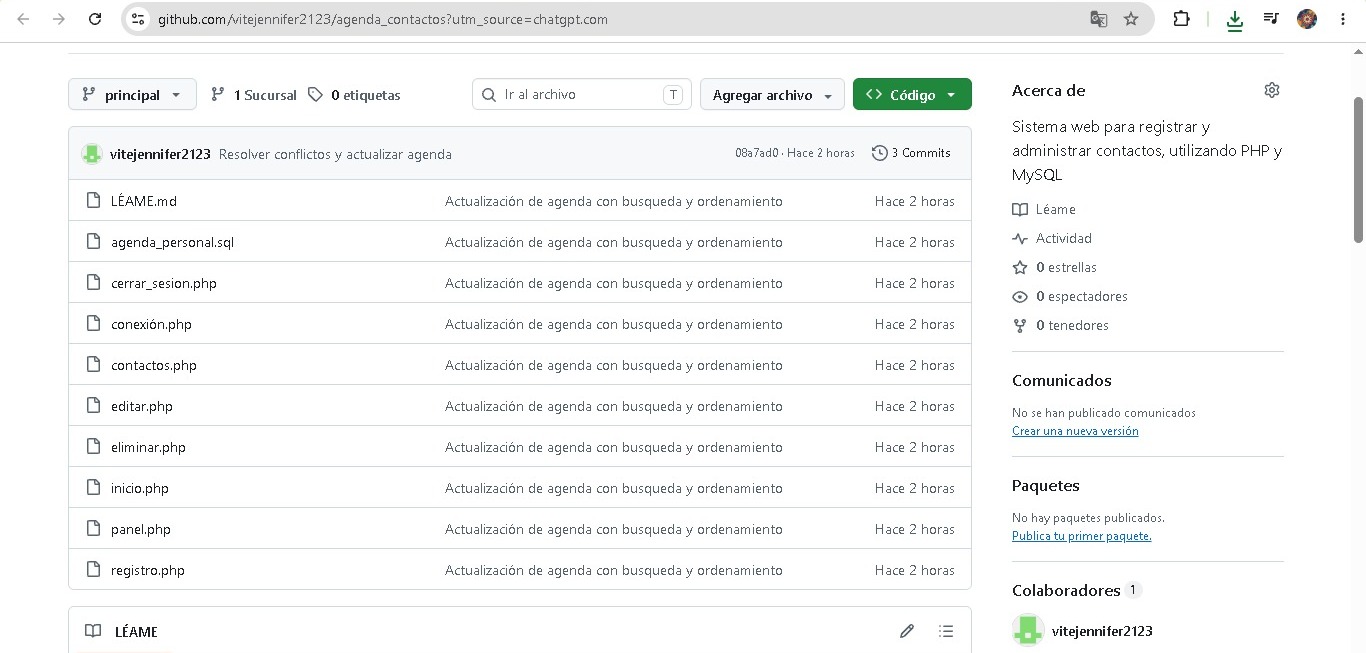 github.com/vitejennifer2123/agenda_contactos?utm_source=chatgpt.com
principal
1 Sucursal
0 etiquetas
Ir al archivo
T
Agregar archivo
Código
vitejennifer2123 Resolver conflictos y actualizar agenda 08a7ad0 · Hace 2 horas 3 Commits
LÉAME.md Actualización de agenda con busqueda y ordenamiento Hace 2 horas
agenda_personal.sql Actualización de agenda con busqueda y ordenamiento Hace 2 horas
cerrar_sesion.php Actualización de agenda con busqueda y ordenamiento Hace 2 horas
conexión.php Actualización de agenda con busqueda y ordenamiento Hace 2 horas
contactos.php Actualización de agenda con busqueda y ordenamiento Hace 2 horas
editar.php Actualización de agenda con busqueda y ordenamiento Hace 2 horas
eliminar.php Actualización de agenda con busqueda y ordenamiento Hace 2 horas
inicio.php Actualización de agenda con busqueda y ordenamiento Hace 2 horas
panel.php Actualización de agenda con busqueda y ordenamiento Hace 2 horas
registro.php Actualización de agenda con busqueda y ordenamiento Hace 2 horas
LÉAME
Acerca de
Sistema web para registrar y
administrar contactos, utilizando PHP y
MySQL
Léame
Actividad
0 estrellas
0 espectadores
0 tenedores
Comunicados
No se han publicado comunicados
Crear una nueva versión
Paquetes
No hay paquetes publicados.
Publica tu primer paquete.
Colaboradores 1
vitejennifer2123